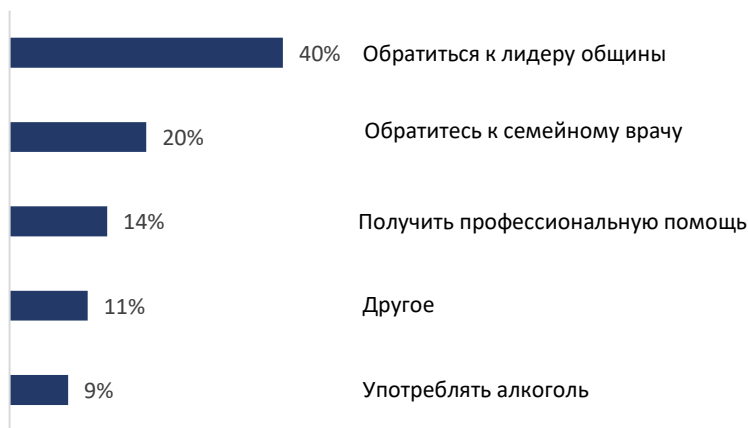 40% Обратиться к лидеру общины
20% Обратитесь к семейному врачу
14% Получить профессиональную помощь
11% Другое
9% Употреблять алкоголь